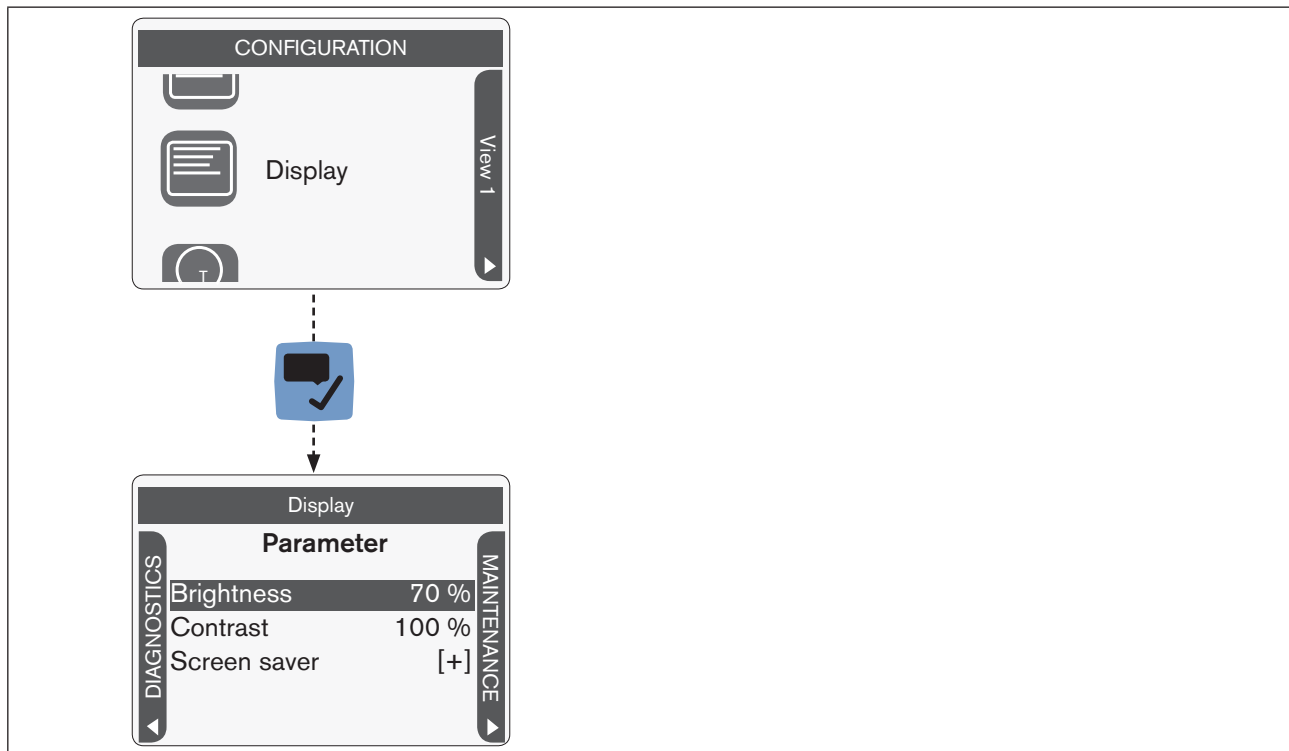 CONFIGURATION
View 1
Display
T
Display
Parameter
DIAGNOSTICS
MAINTENANCE
Brightness 70 %
Contrast 100 %
Screen saver [+]